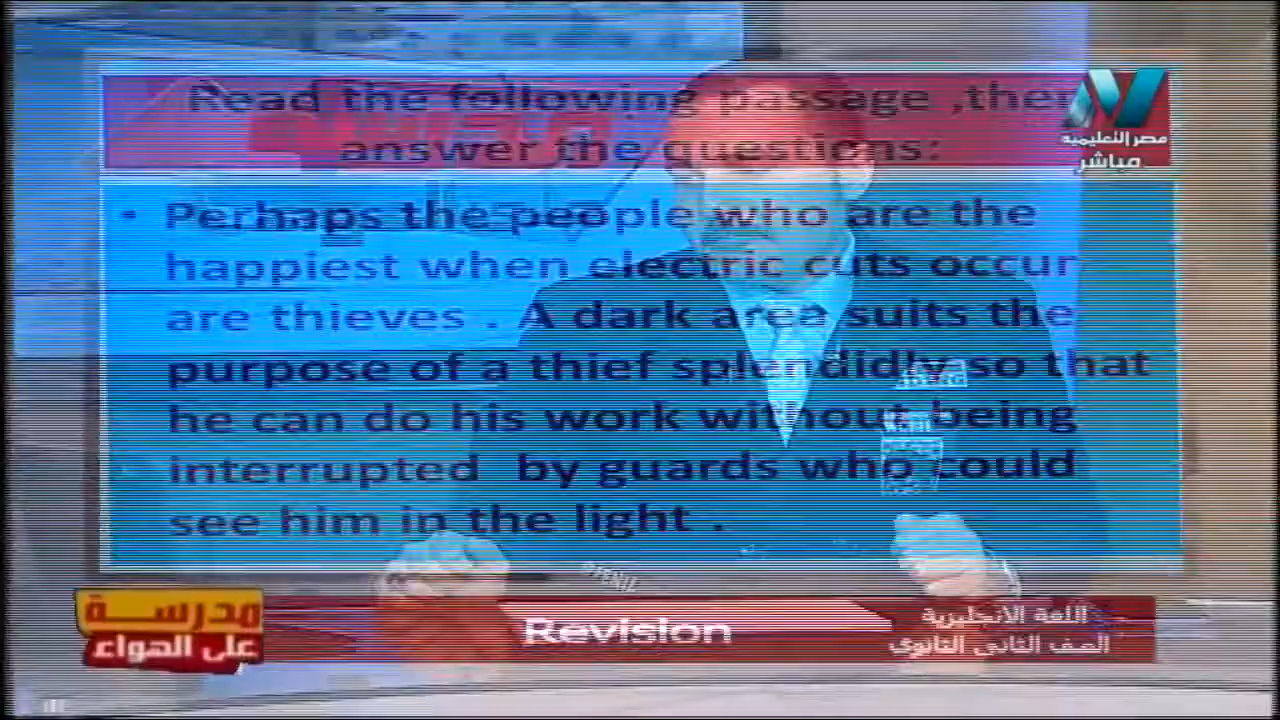 Read the following passage ,then
answer the questions:
مصر التعليمية
مباشر
• Perhaps the people who are the
happiest when electric cuts occur
are thieves . A dark area suits the
purpose of a thief splendidly so that
he can do his work without being
interrupted by guards who could
see him in the light .
مدرسة
على الهواء
Revision
اللغة الانجليزية
الصف الثانى الثانوى